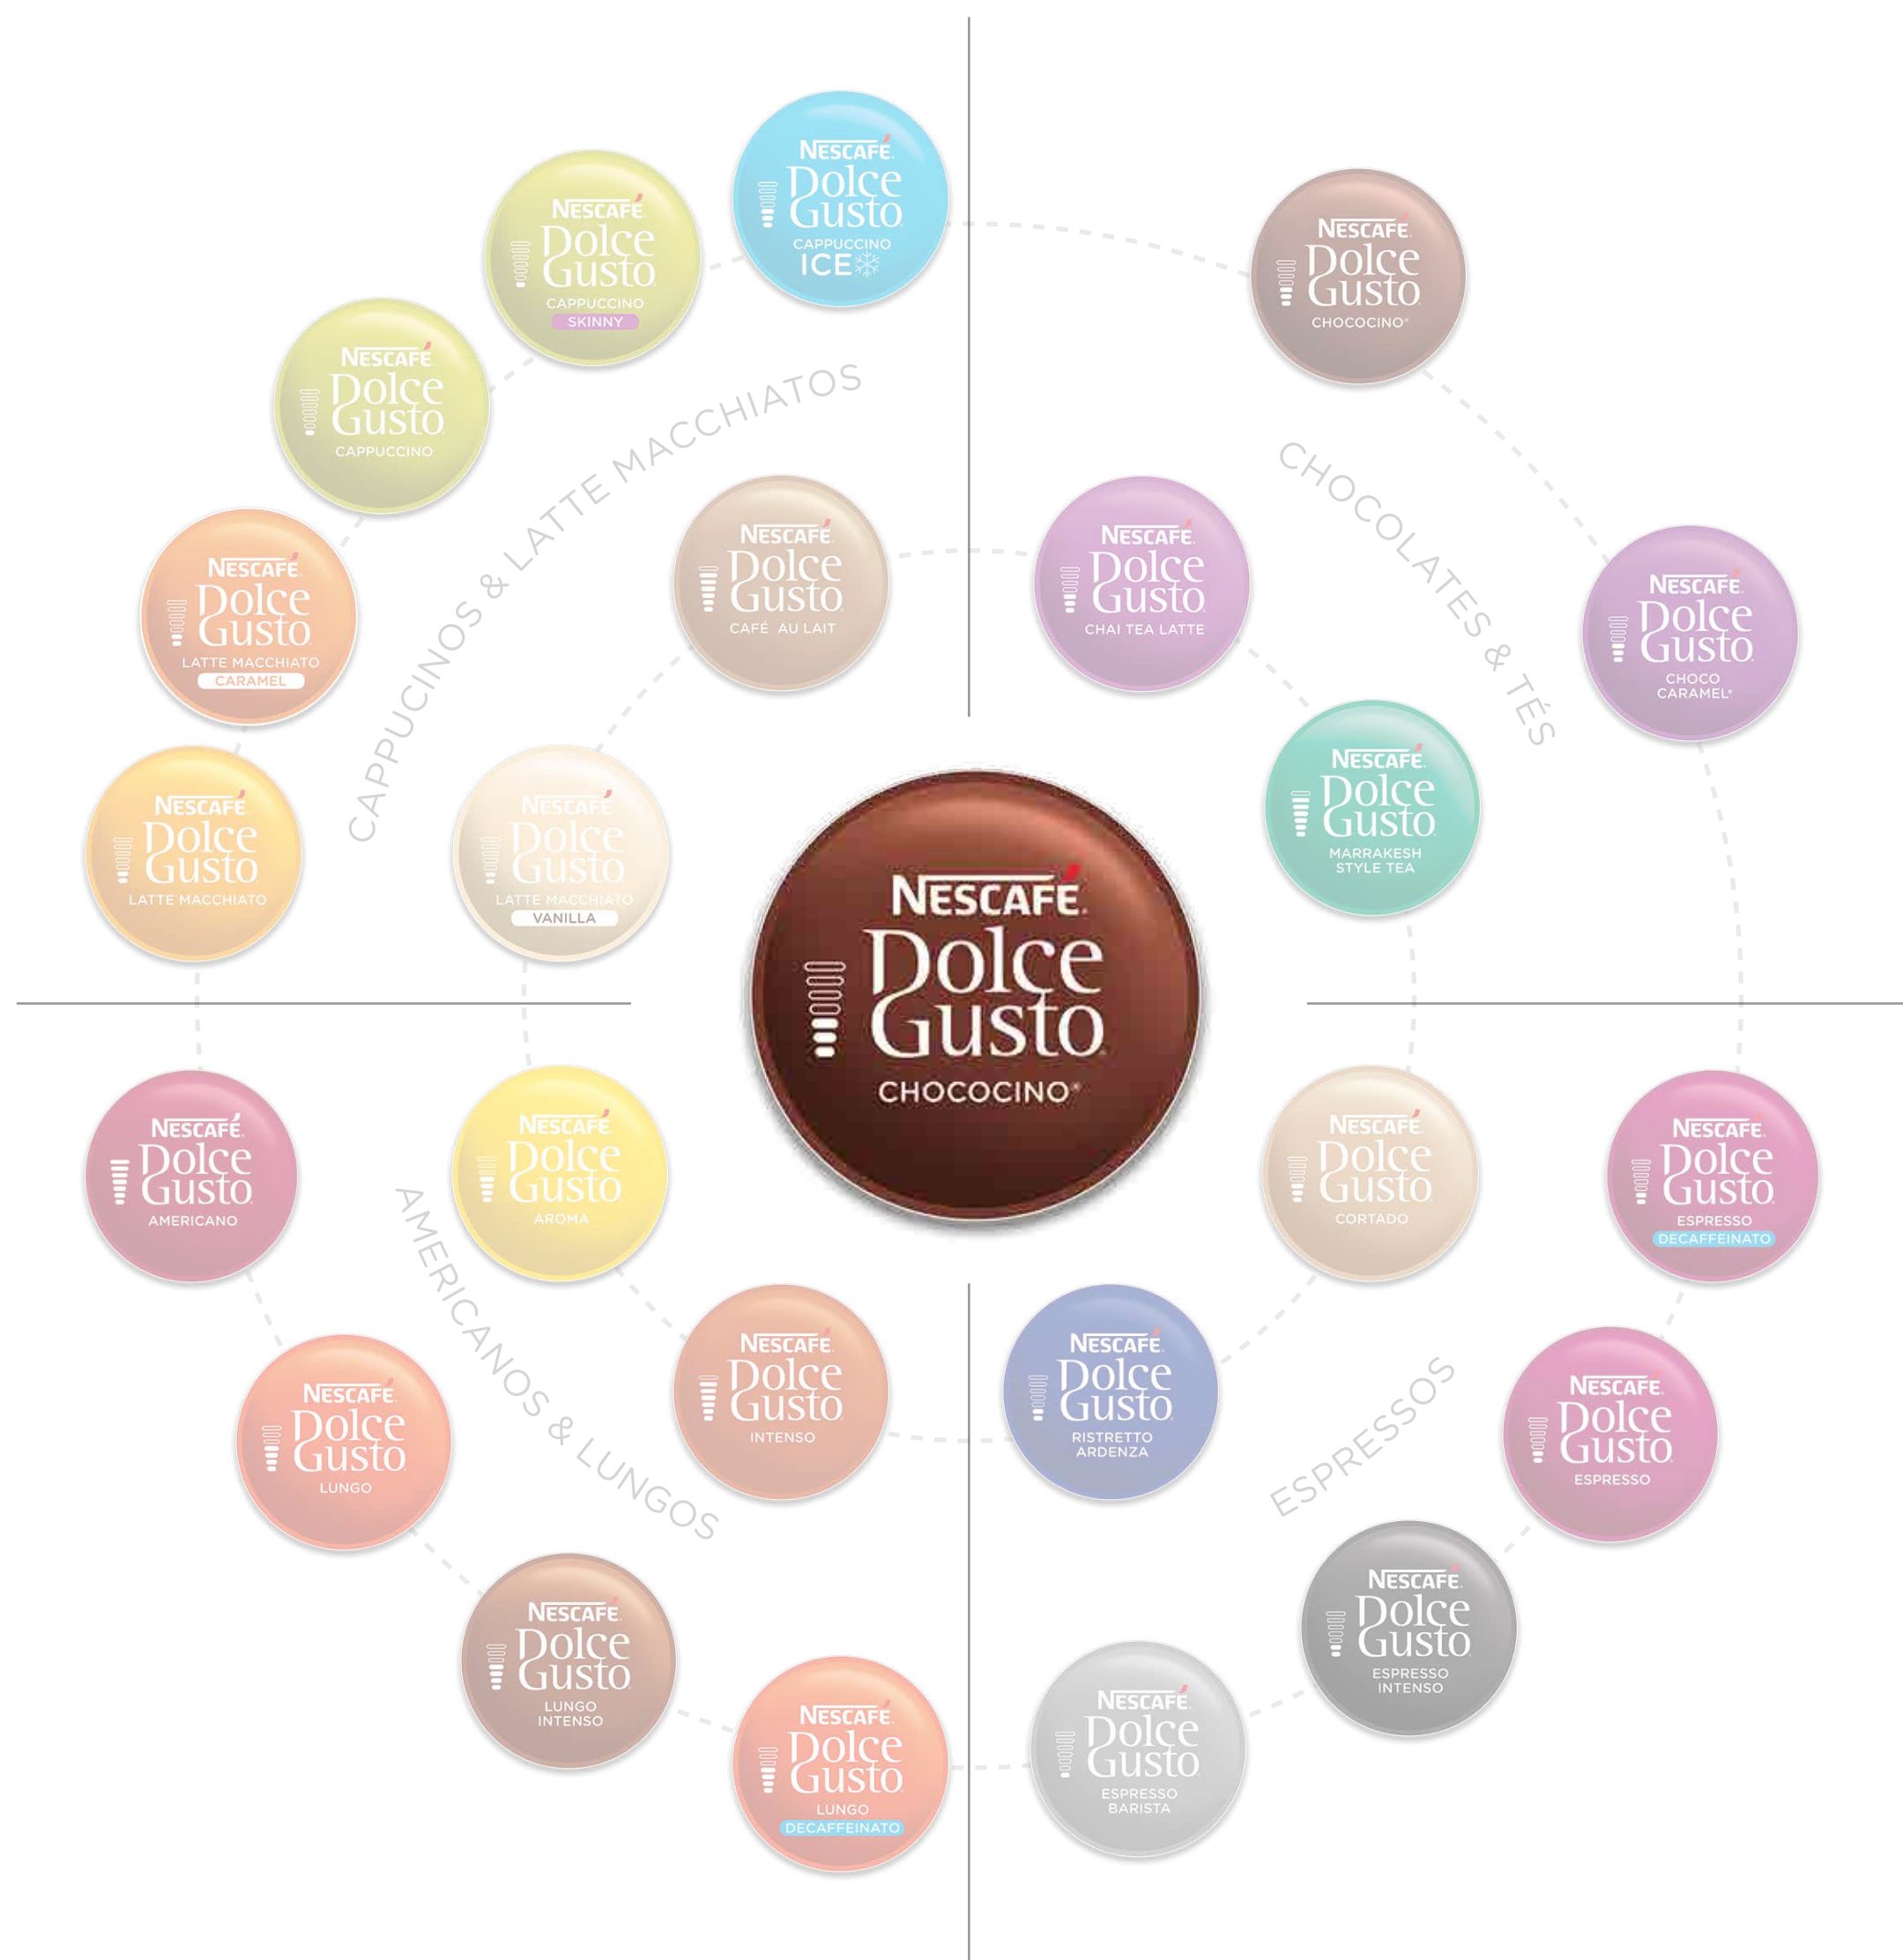 NESCAFÉ.
Dolce
Gusto
CAPPUCCINO
ICE
NESCAFÉ.
Dolce
Gusto
CAPPUCCINO
SKINNY
NESCAFÉ.
Dolce
Gusto
CAPPUCCINO
NESCAFÉ.
Dolce
Gusto
LATTE MACCHIATO
CARAMEL
NESCAFÉ.
Dolce
Gusto
LATTE MACCHIATO
CAPPUCINOS & LATTE MACCHIATOS
NESCAFÉ.
Dolce
Gusto
CAFÉ AU LAIT
NESCAFÉ.
Dolce
Gusto
LATTE MACCHIATO
VANILLA
NESCAFÉ.
Dolce
Gusto
CHOCOCINO®
CHOCOLATES & TÉS
NESCAFÉ.
Dolce
Gusto
CHAI TEA LATTE
NESCAFÉ.
Dolce
Gusto
CHOCO
CARAMEL*
NESCAFÉ.
Dolce
Gusto
MARRAKESH
STYLE TEA
NESCAFÉ.
Dolce
Gusto
CHOCOCINO®
NESCAFÉ.
Dolce
Gusto
AMERICANO
NESCAFÉ.
Dolce
Gusto
AROMA
AMERICANOS & LUNGOS
NESCAFÉ.
Dolce
Gusto
INTENSO
NESCAFÉ.
Dolce
Gusto
LUNGO
NESCAFÉ.
Dolce
Gusto
LUNGO
INTENSO
NESCAFÉ.
Dolce
Gusto
LUNGO
DECAFFEINATO
NESCAFÉ.
Dolce
Gusto
CORTADO
NESCAFÉ.
Dolce
Gusto
ESPRESSO
DECAFFEINATO
NESCAFÉ.
Dolce
Gusto
RISTRETTO
ARDENZA
ESPRESSOS
NESCAFÉ.
Dolce
Gusto
ESPRESSO
NESCAFÉ.
Dolce
Gusto
ESPRESSO
INTENSO
NESCAFÉ.
Dolce
Gusto
ESPRESSO
BARISTA